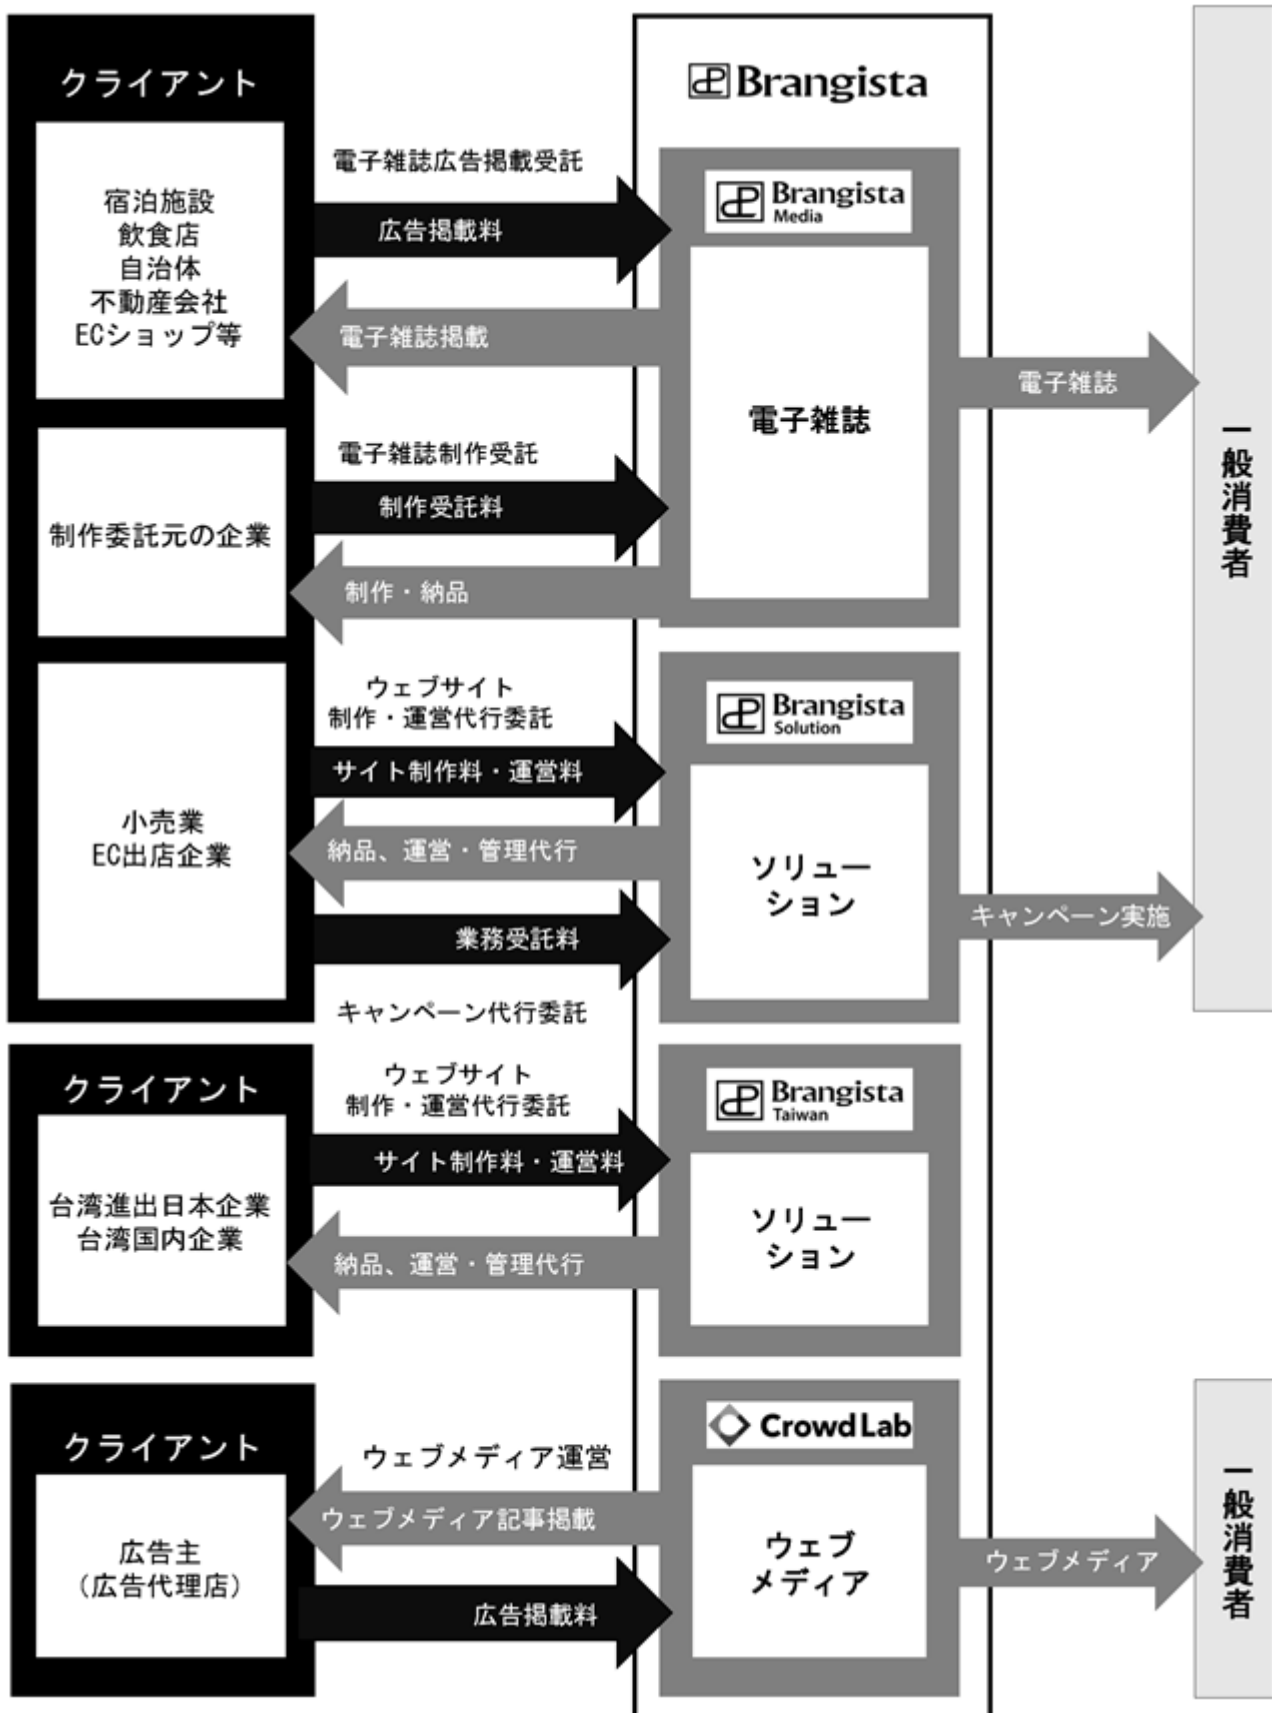 クライアント
宿泊施設
飲食店
自治体
不動産会社
ECショップ等
電子雑誌広告掲載受託
広告掲載料
電子雑誌掲載
制作委託元の企業
電子雑誌制作受託
制作受託料
制作・納品
小売業
EC出店企業
ウェブサイト
制作・運営代行委託
サイト制作料・運営料
納品、運営・管理代行
業務受託料
キャンペーン代行委託
Brangista
Brangista
Media
電子雑誌
電子雑誌
Brangista
Solution
ソリュー
ション
キャンペーン実施
一般消費者
クライアント
台湾進出日本企業
台湾国内企業
ウェブサイト
制作・運営代行委託
サイト制作料・運営料
納品、運営・管理代行
Brangista
Taiwan
ソリュー
ション
クライアント
広告主
（広告代理店）
ウェブメディア運営
ウェブメディア記事掲載
広告掲載料
Crowd Lab
ウェブ
メディア
ウェブメディア
一般消費者